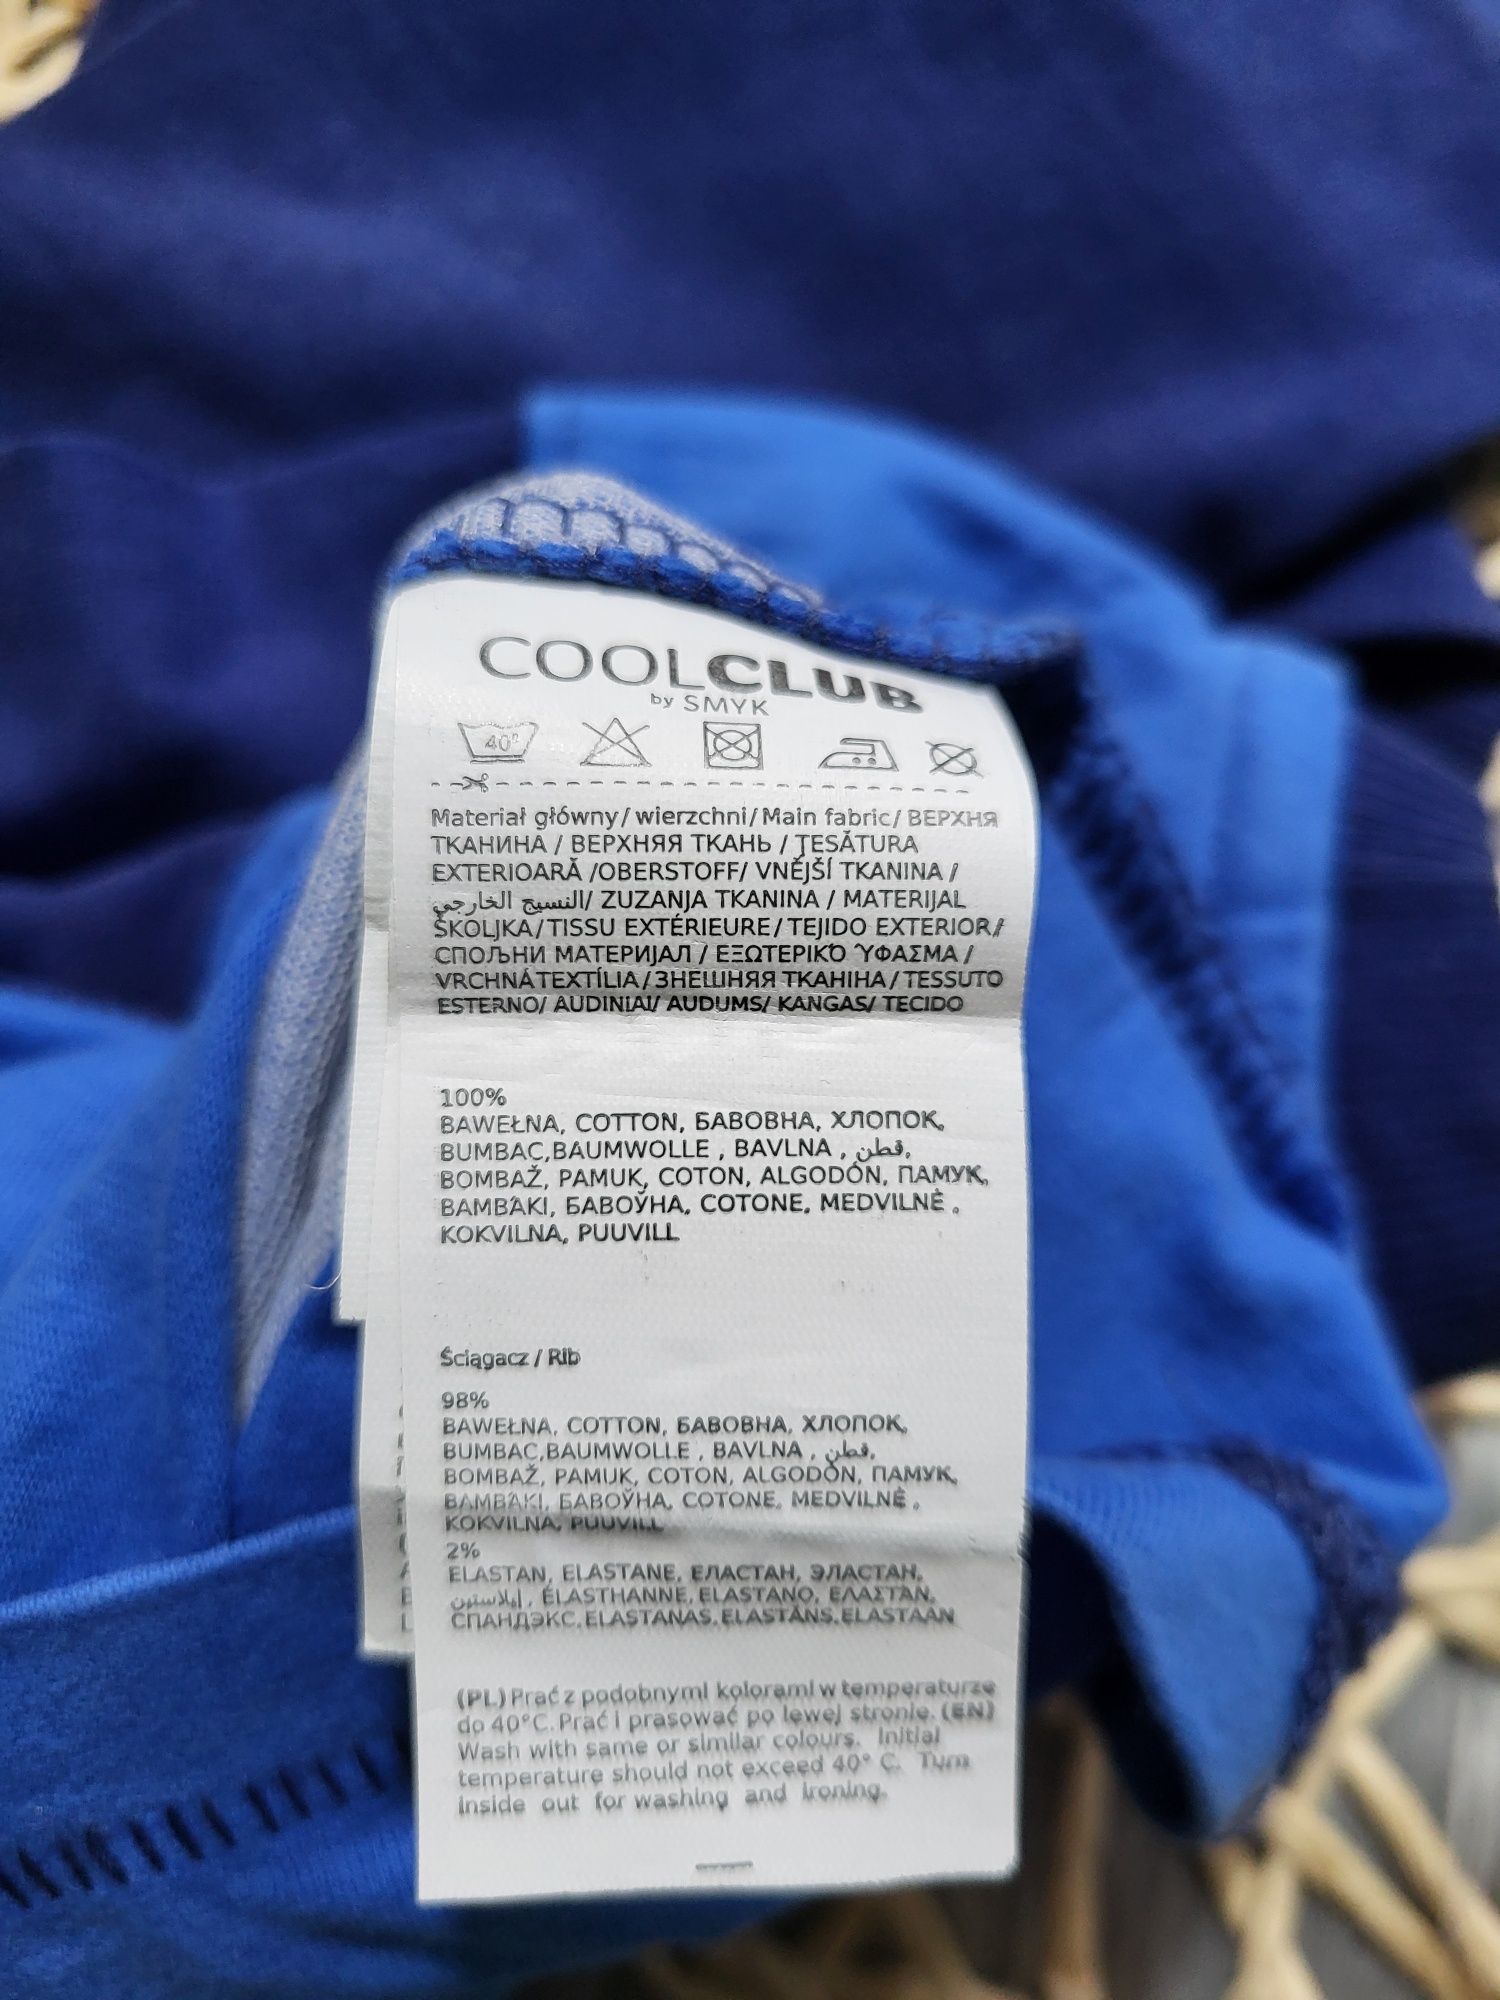 COOLCLUB
by SMYK
40°
Materiał główny/ wierzchni/ Main fabric/ ВЕРХНЯ
ТКАНИНА / ВЕРХНЯЯ ТКАНЬ / ŢESĂTURA
EXTERIOARĂ /OBERSTOFF/ VNĚJŠÍ TKANINA /
النسيج الخارجي/ ZUZANJA TKANINA / MATERIJAL
ŠKOLJKA/ TISSU EXTÉRIEURE/ TEJIDO EXTERIOR/
СПОЉНИ МАТЕРИЈАЛ / ΕΞΩΤΕΡΙΚΌ ΎΦΑΣΜΑ /
VRCHNÁ TEXTÍLIA/ ЗНЕШНЯЯ ТКАНІНА/ TESSUTO
ESTERNO/ AUDINIAI/ AUDUMS/ KANGAS/ TECIDO
100%
BAWEŁNA, COTTON, БАВОВНА, ХЛОПОК,
BUMBAC,BAUMWOLLE , BAVLNA , قطن,
BOMBAŽ, PAMUK, COTON, ALGODÓN, ПАМУК,
ΒΑΜΒΆΚΙ, БАВОЎНА, COTONE, MEDVILNĖ ,
KOKVILNA, PUUVILL
Ściągacz / Rib
98%
BAWEŁNA, COTTON, БАВОВНА, ХЛОПОК,
BUMBAC,BAUMWOLLE , BAVLNA , قطن,
BOMBAŽ, PAMUK, COTON, ALGODÓN, ПАМУК,
ΒΑΜΒΆΚΙ, БАВОЎНА, COTONE, MEDVILNĖ ,
KOKVILNA, PUUVILL
2%
ELASTAN, ELASTANE, ЕЛАСТАН, ЭЛАСТАН,
إيلاستين , ÉLASTHANNE, ELASTANO, ΕΛΑΣΤΆΝ,
СПАНДЭКС, ELASTANAS, ELASTĀNS, ELASTAAN
(PL) Prać z podobnymi kolorami w temperaturze
do 40°C. Prać i prasować po lewej stronie. (EN)
Wash with same or similar colours. Initial
temperature should not exceed 40° C. Turn
inside out for washing and ironing.